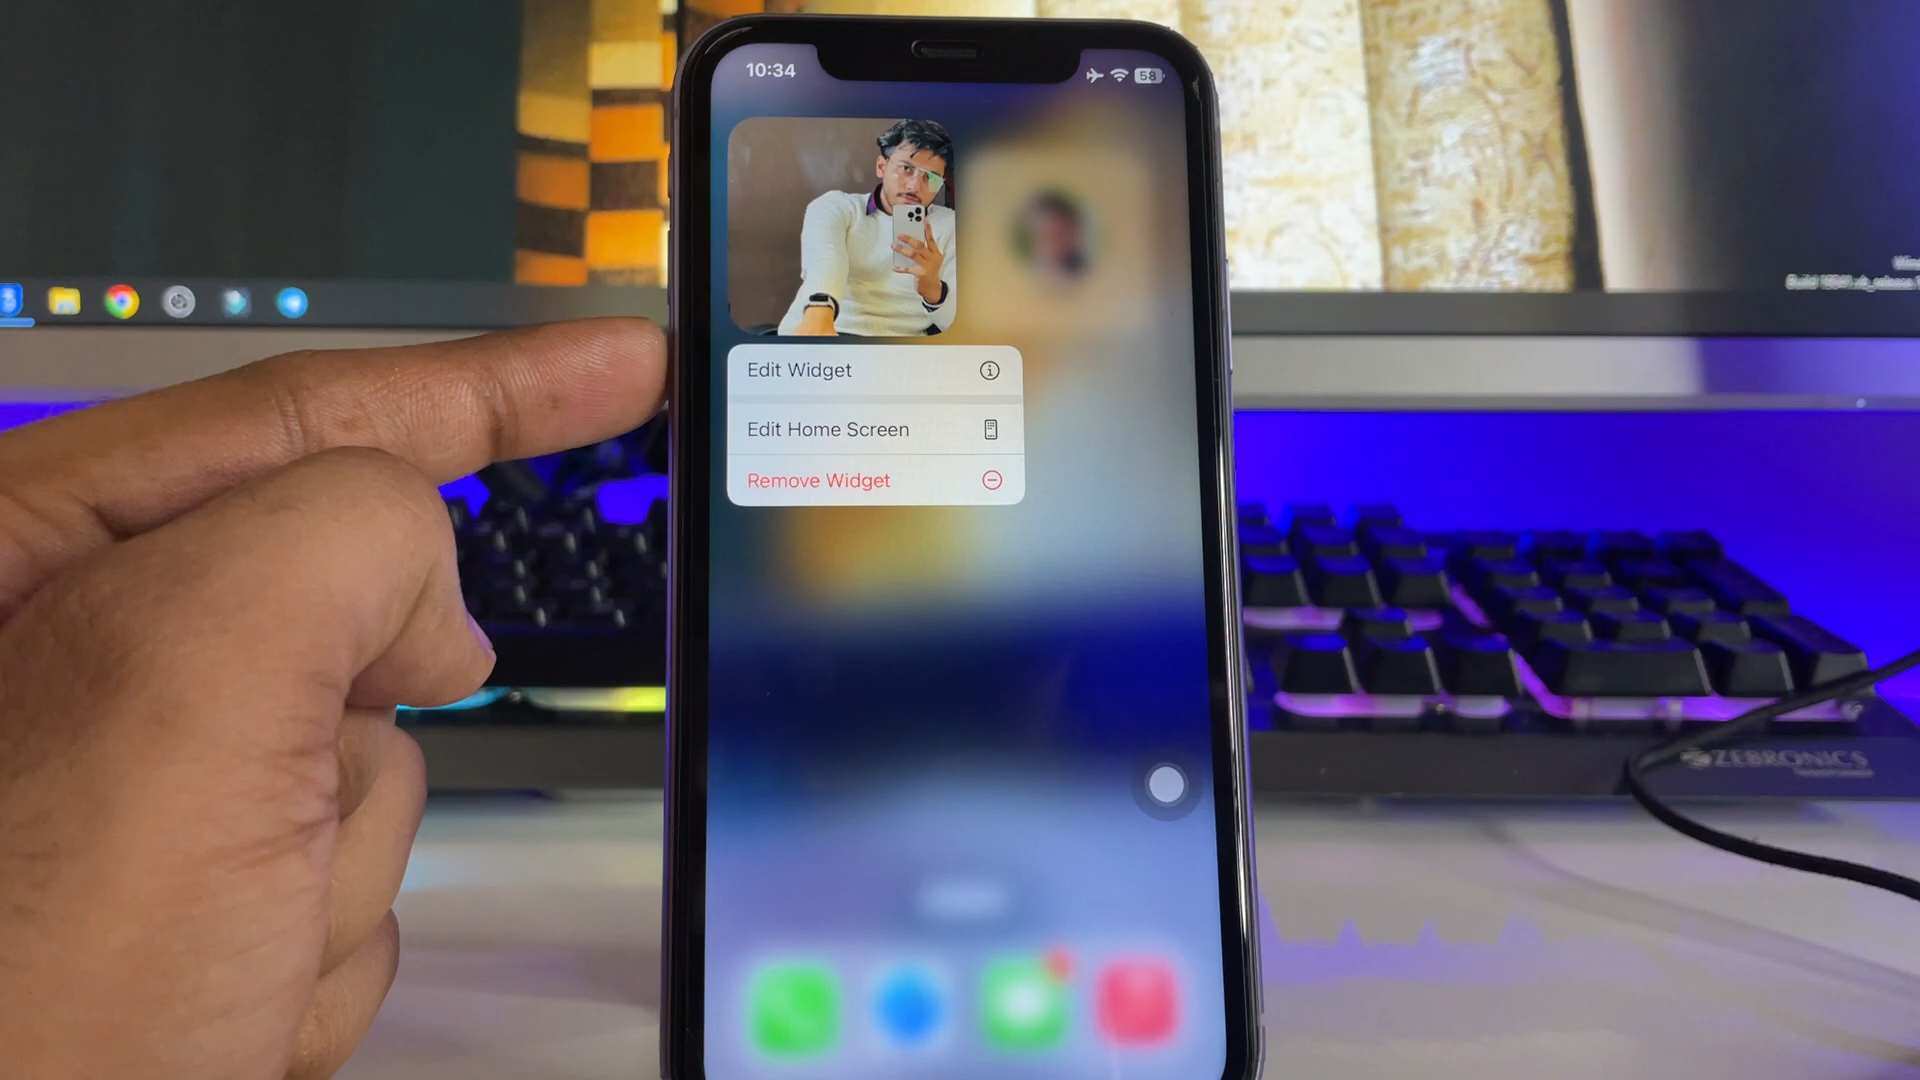 10:34
58
Edit Widget
Edit Home Screen
Remove Widget
ZEBRONICS